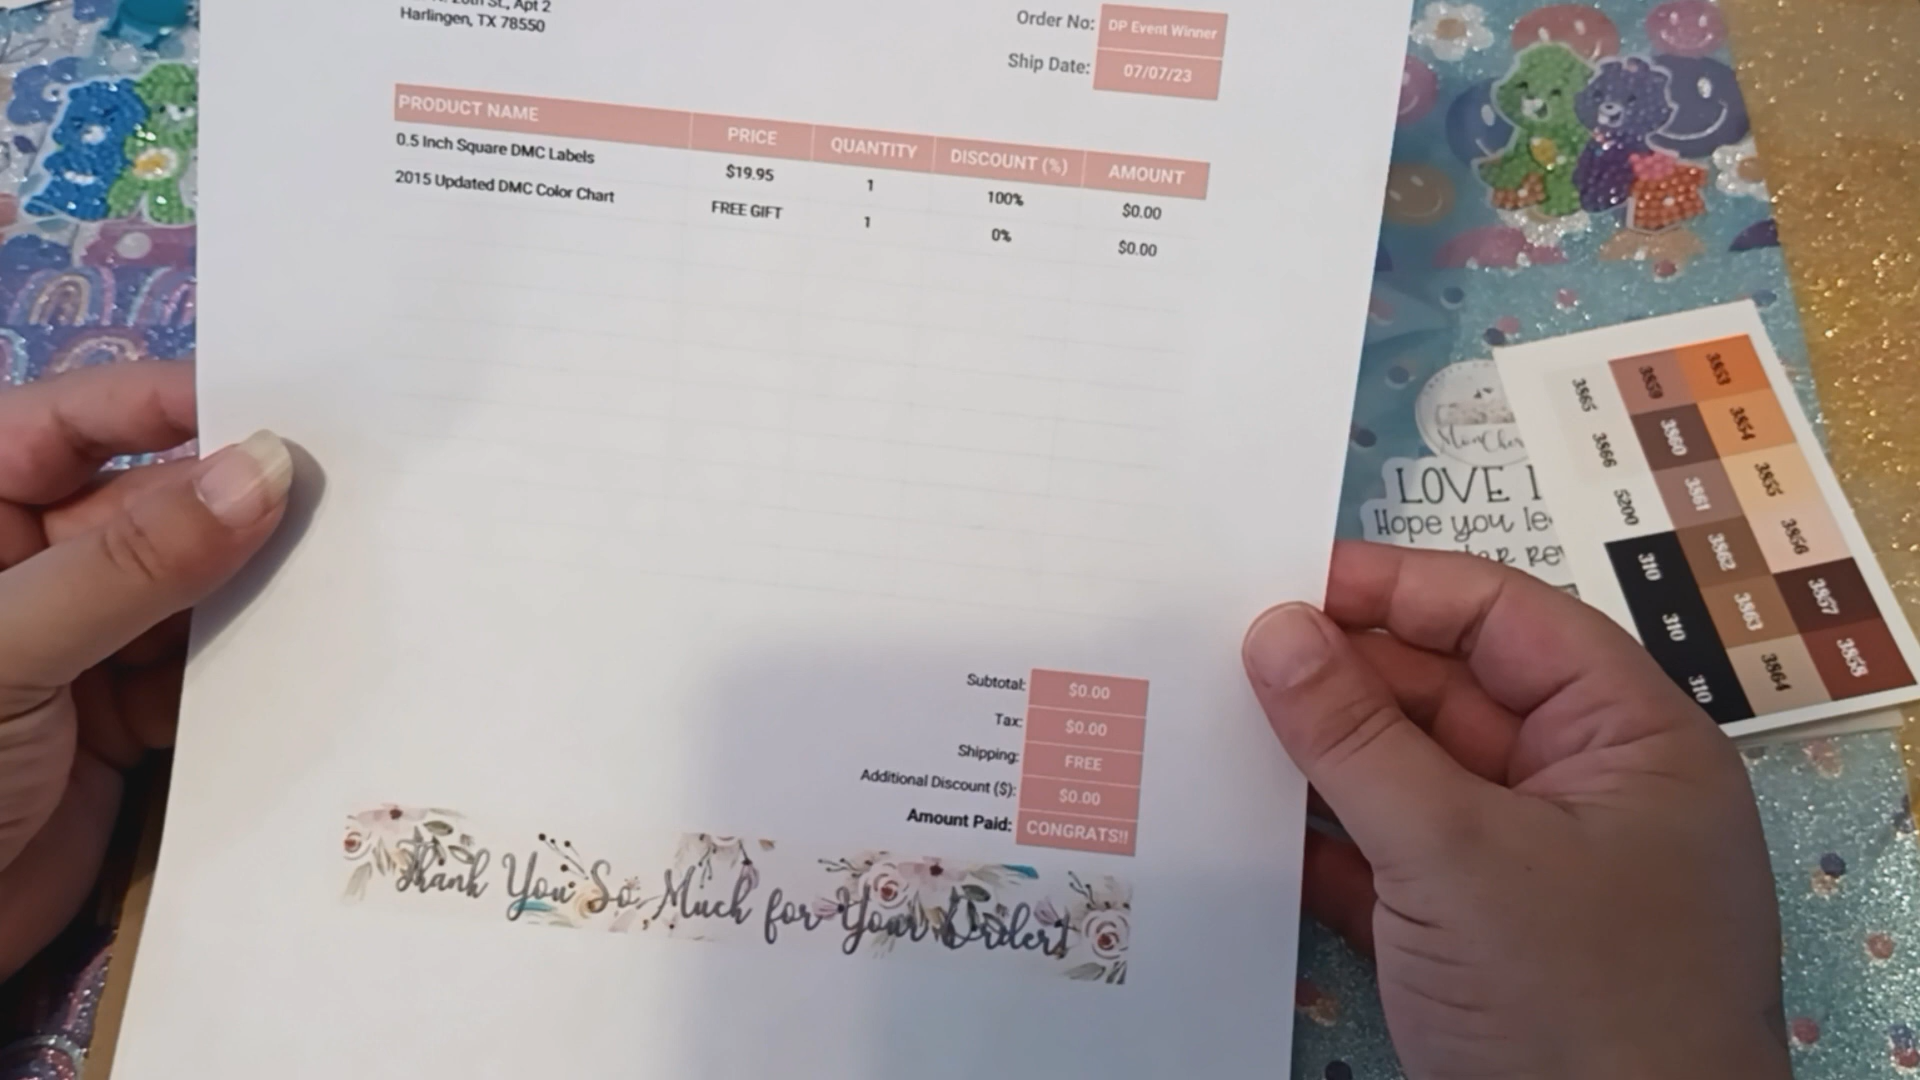 St., Apt 2
Harlingen, TX 78550
Order No: DP Event Winner
Ship Date: 07/07/23
PRODUCT NAME PRICE QUANTITY DISCOUNT (%) AMOUNT
0.5 Inch Square DMC Labels $19.95 1 100% $0.00
2015 Updated DMC Color Chart FREE GIFT 1 0% $0.00
Subtotal: $0.00
Tax: $0.00
Shipping: FREE
Additional Discount ($): $0.00
Amount Paid: CONGRATS!!
Thank You So Much for Your Order!
LOVE
Hope you
3865 3859 3853
3866 3860 3854
5200 3861 3855
310 3862 3856
310 3863 3857
310 3864 3858